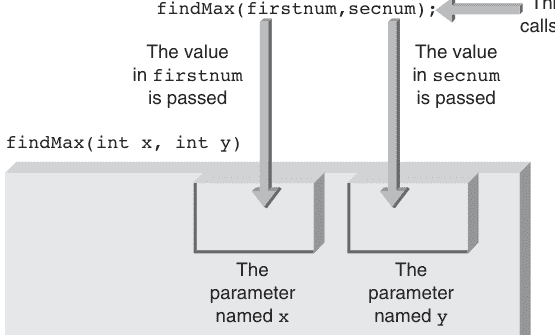 findMax(firstnum,secnum);
calls
The value
in firstnum
is passed
The value
in secnum
is passed
findMax(int x, int y)
The
parameter
named x
The
parameter
named y